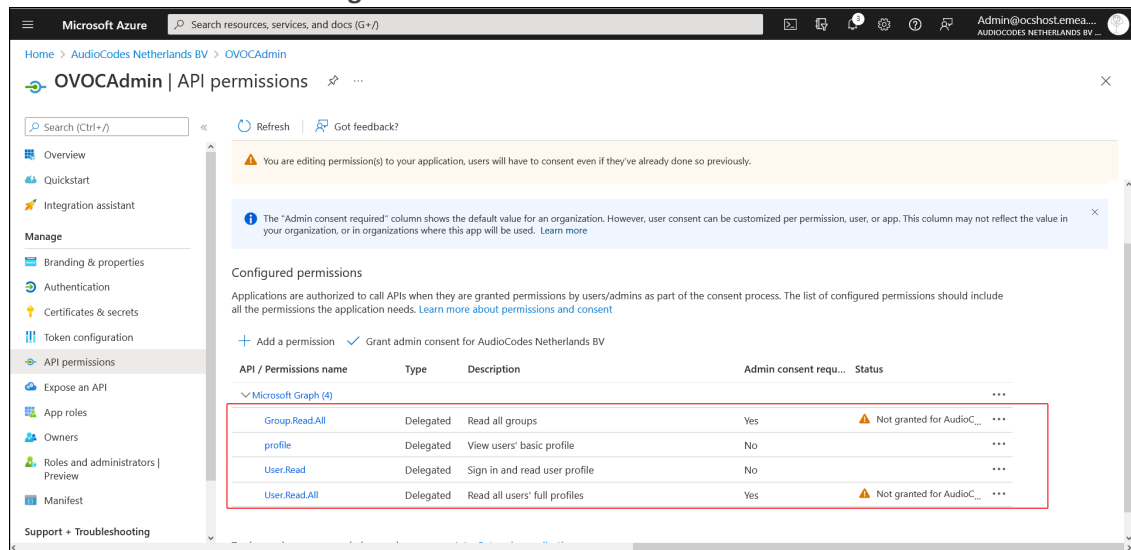 Microsoft Azure
Search resources, services, and docs (G+/)
3
Admin@ocshost.emea....
AUDIOCODES NETHERLANDS BV ...
Home > AudioCodes Netherlands BV > OVOCAdmin
OVOCAdmin | API permissions
Search (Ctrl+/)
Refresh
Got feedback?
You are editing permission(s) to your application, users will have to consent even if they've already done so previously.
The "Admin consent required" column shows the default value for an organization. However, user consent can be customized per permission, user, or app. This column may not reflect the value in
your organization, or in organizations where this app will be used. Learn more
Overview
Quickstart
Integration assistant
Manage
Branding & properties
Authentication
Certificates & secrets
Token configuration
API permissions
Expose an API
App roles
Owners
Roles and administrators |
Preview
Manifest
Support + Troubleshooting
Configured permissions
Applications are authorized to call APIs when they are granted permissions by users/admins as part of the consent process. The list of configured permissions should include
all the permissions the application needs. Learn more about permissions and consent
Add a permission
Grant admin consent for AudioCodes Netherlands BV
API / Permissions name Type Description Admin consent requ... Status
Microsoft Graph (4) ...
Group.Read.All Delegated Read all groups Yes Not granted for AudioC... ...
profile Delegated View users' basic profile No ...
User.Read Delegated Sign in and read user profile No ...
User.Read.All Delegated Read all users' full profiles Yes Not granted for AudioC... ...